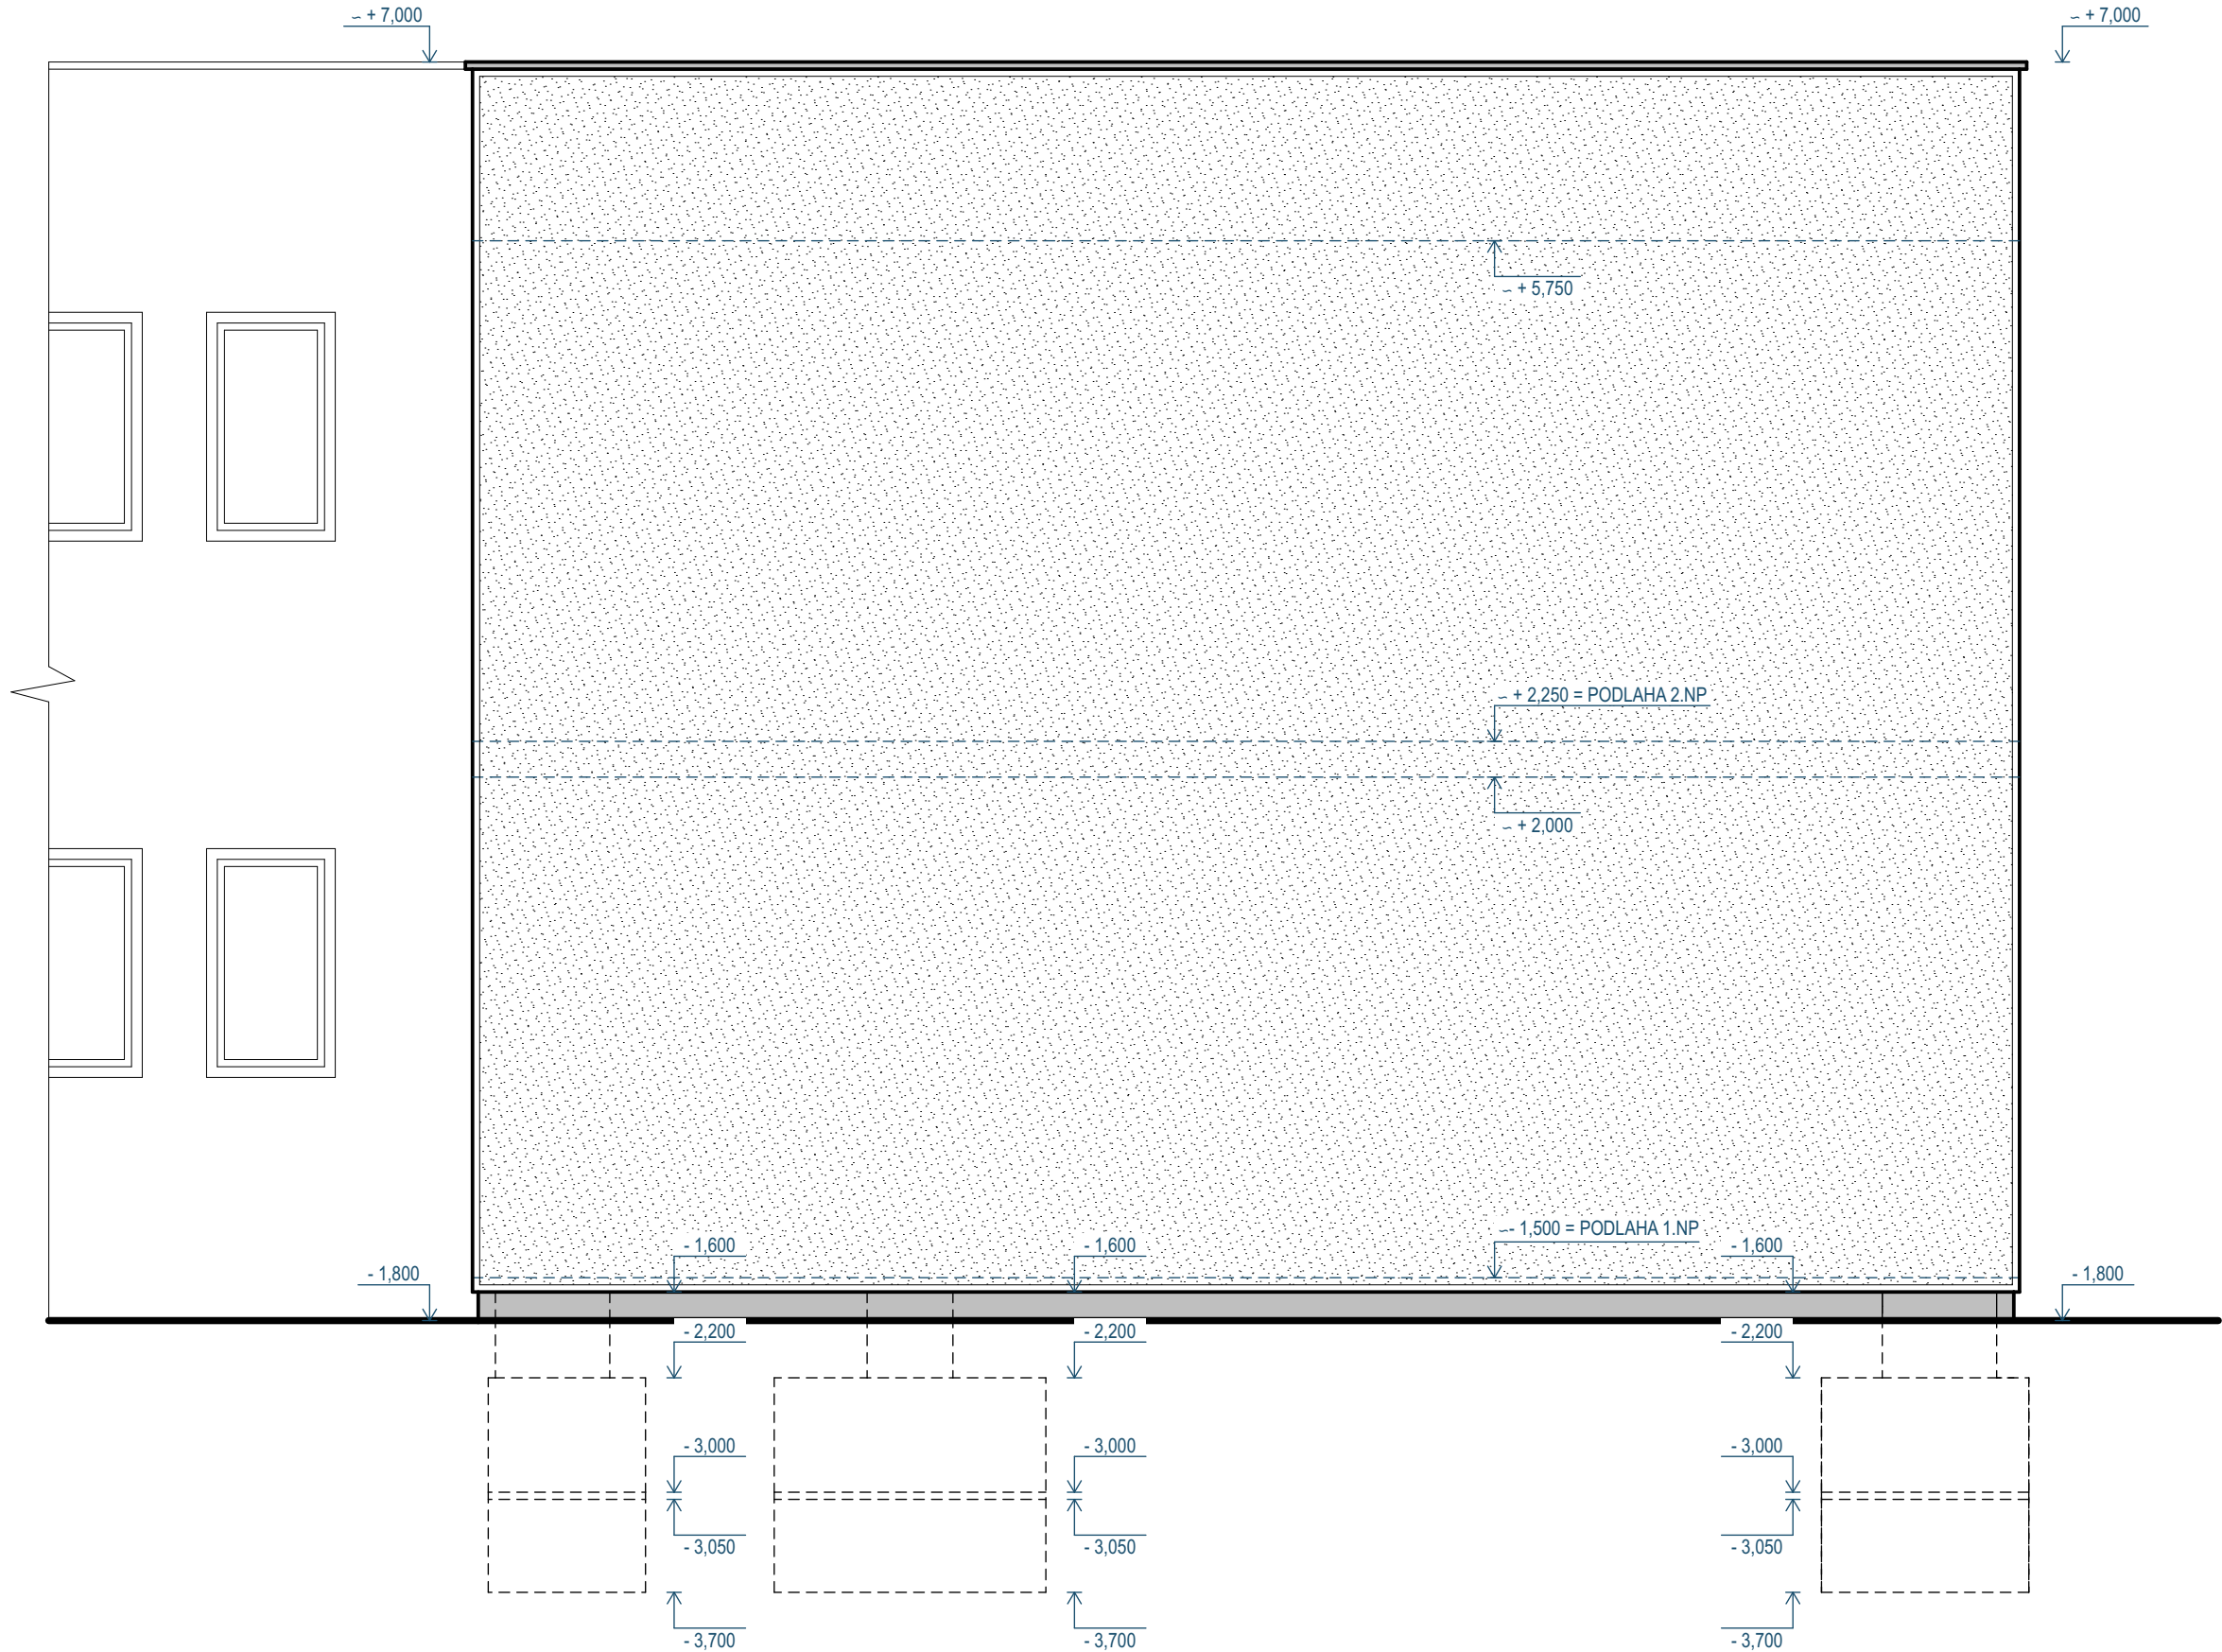 ∽ + 7,000
∽ + 7,000
∽ + 5,750
∽ + 2,250 = PODLAHA 2.NP
∽ + 2,000
∽- 1,500 = PODLAHA 1.NP
- 1,600
- 1,600
- 1,600
- 1,800
- 1,800
- 2,200
- 2,200
- 2,200
- 3,000
- 3,000
- 3,000
- 3,050
- 3,050
- 3,050
- 3,700
- 3,700
- 3,700